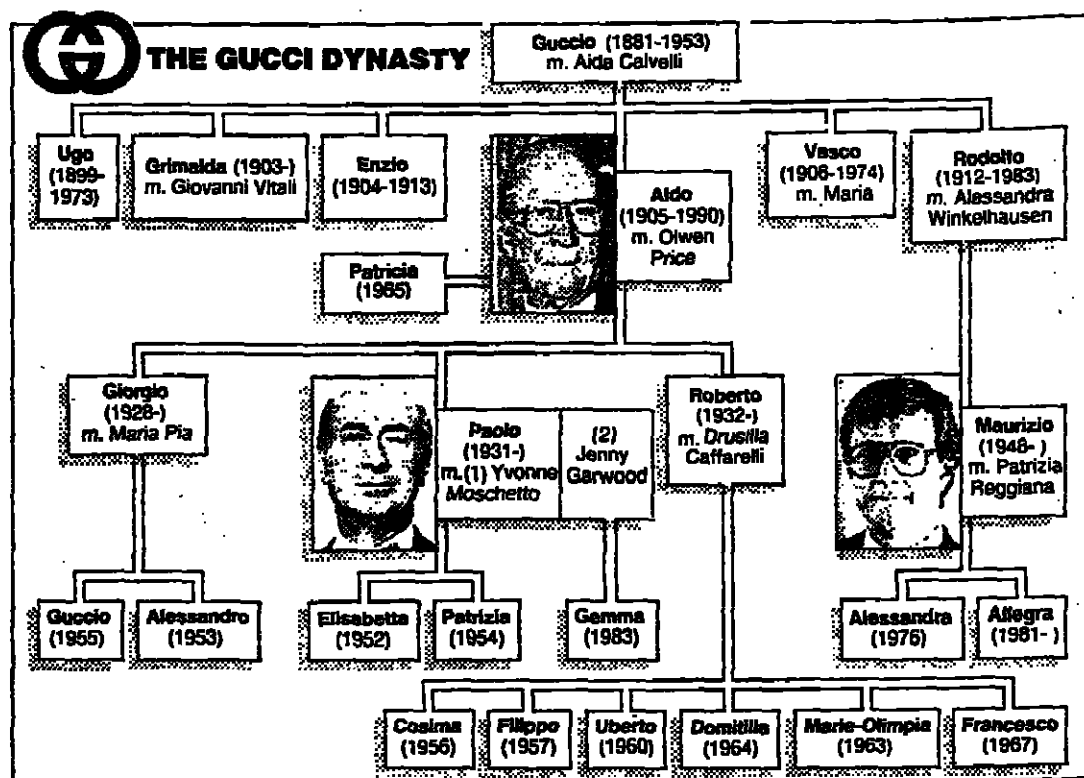 THE GUCCI DYNASTY
Guccio (1881-1953)
m. Aida Calvelli
Ugo
(1899-
1973)
Grimalda (1903-)
m. Giovanni Vitali
Enzio
(1904-1913)
Aldo
(1905-1990)
m. Olwen
Price
Vasco
(1906-1974)
m. Maria
Rodolfo
(1912-1983)
m. Alessandra
Winkelhausen
Patricia
(1965)
Giorgio
(1928-)
m. Maria Pia
Paolo
(1931-)
m.(1) Yvonne
Moschetto
(2)
Jenny
Garwood
Roberto
(1932-)
m. Drusilla
Caffarelli
Maurizio
(1948- )
m. Patrizia
Reggiana
Guccio
(1955)
Alessandro
(1953)
Elisabetta
(1952)
Patrizia
(1954)
Gemma
(1983)
Alessandra
(1976)
Allegra
(1981- )
Cosima
(1956)
Filippo
(1957)
Uberto
(1960)
Domitilla
(1964)
Marie-Olimpia
(1963)
Francesco
(1967)